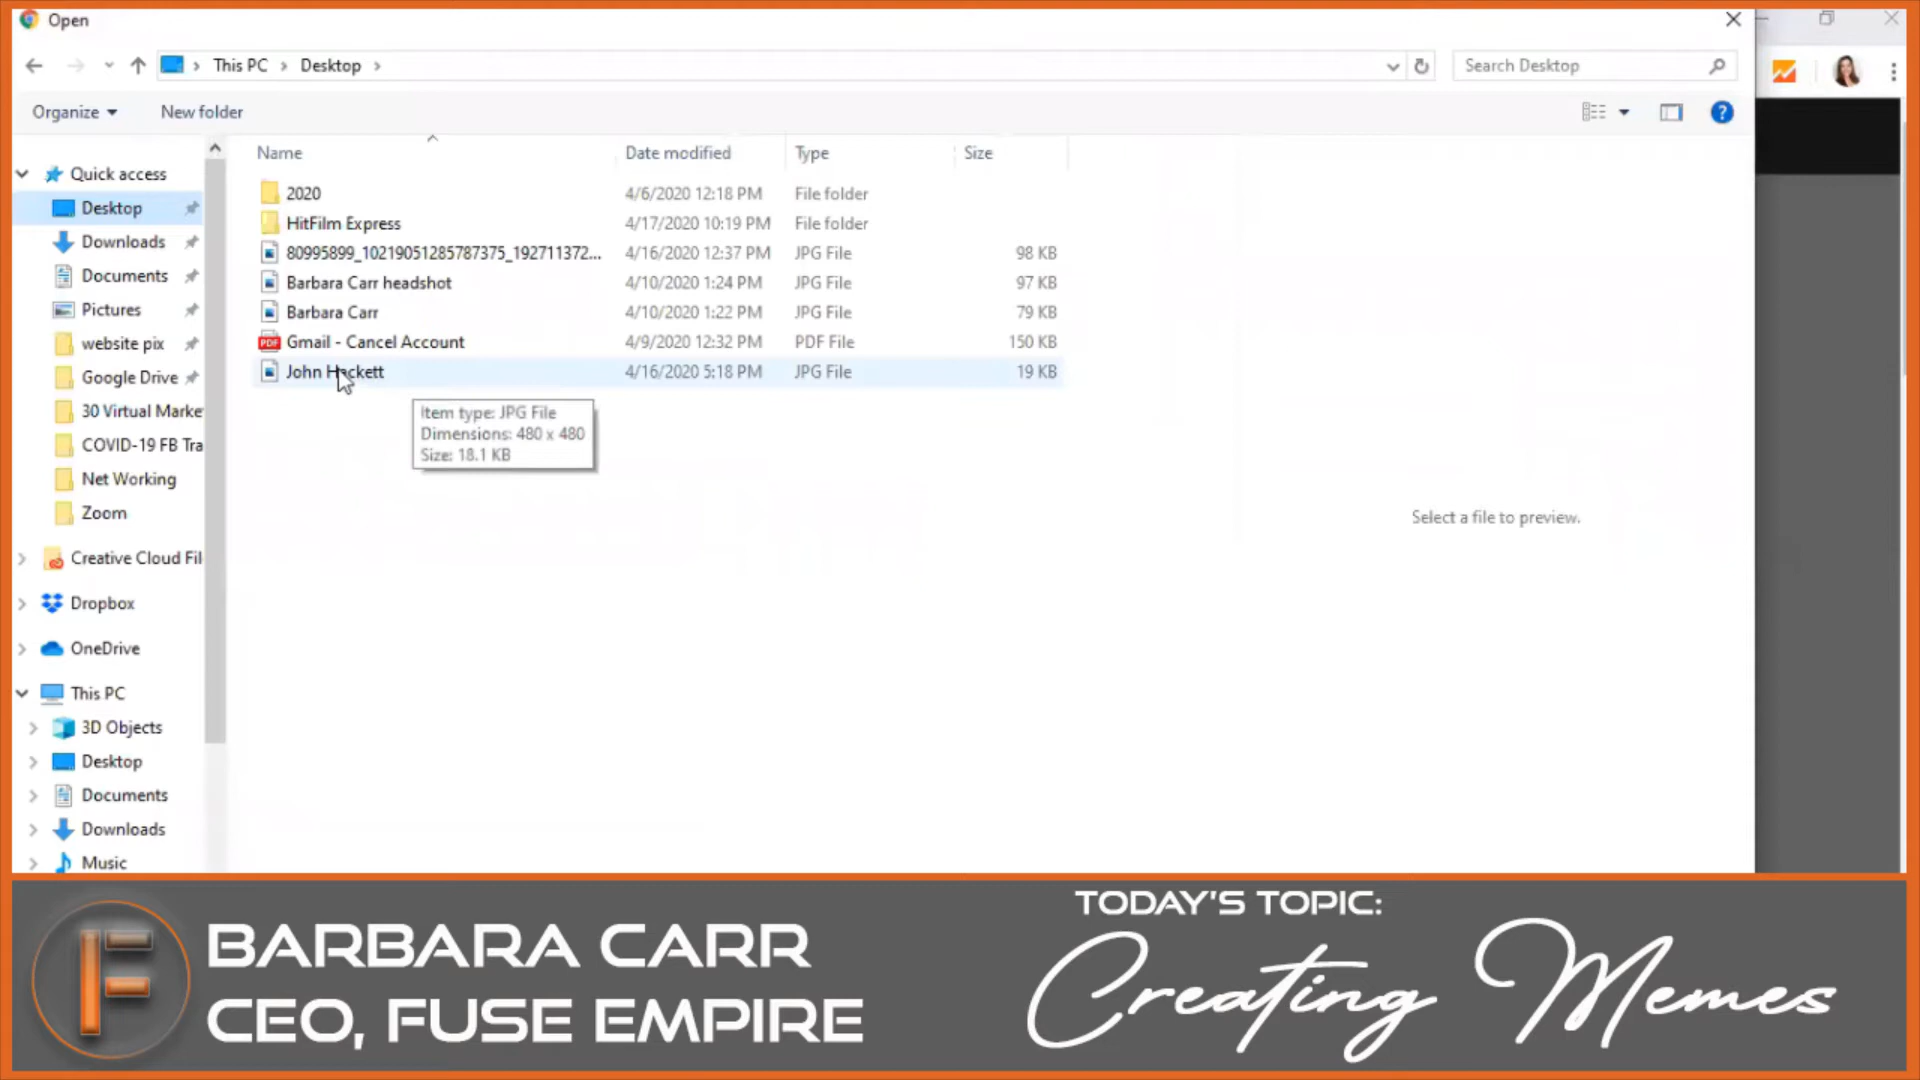 Open
This PC > Desktop >
Search Desktop
Organize
New folder
Name Date modified Type Size
2020 4/6/2020 12:18 PM File folder
HitFilm Express 4/17/2020 10:19 PM File folder
80995899_10219051285787375_192711372... 4/16/2020 12:37 PM JPG File 98 KB
Barbara Carr headshot 4/10/2020 1:24 PM JPG File 97 KB
Barbara Carr 4/10/2020 1:22 PM JPG File 79 KB
Gmail - Cancel Account 4/9/2020 12:32 PM PDF File 150 KB
John Hackett 4/16/2020 5:18 PM JPG File 19 KB
Item type: JPG File
Dimensions: 480 x 480
Size: 18.1 KB
Select a file to preview.
Quick access
Desktop
Downloads
Documents
Pictures
website pix
Google Drive
30 Virtual Marke
COVID-19 FB Tra
Net Working
Zoom
Creative Cloud Fil
Dropbox
OneDrive
This PC
3D Objects
Desktop
Documents
Downloads
Music
BARBARA CARR
CEO, FUSE EMPIRE
TODAY'S TOPIC:
Creating Memes